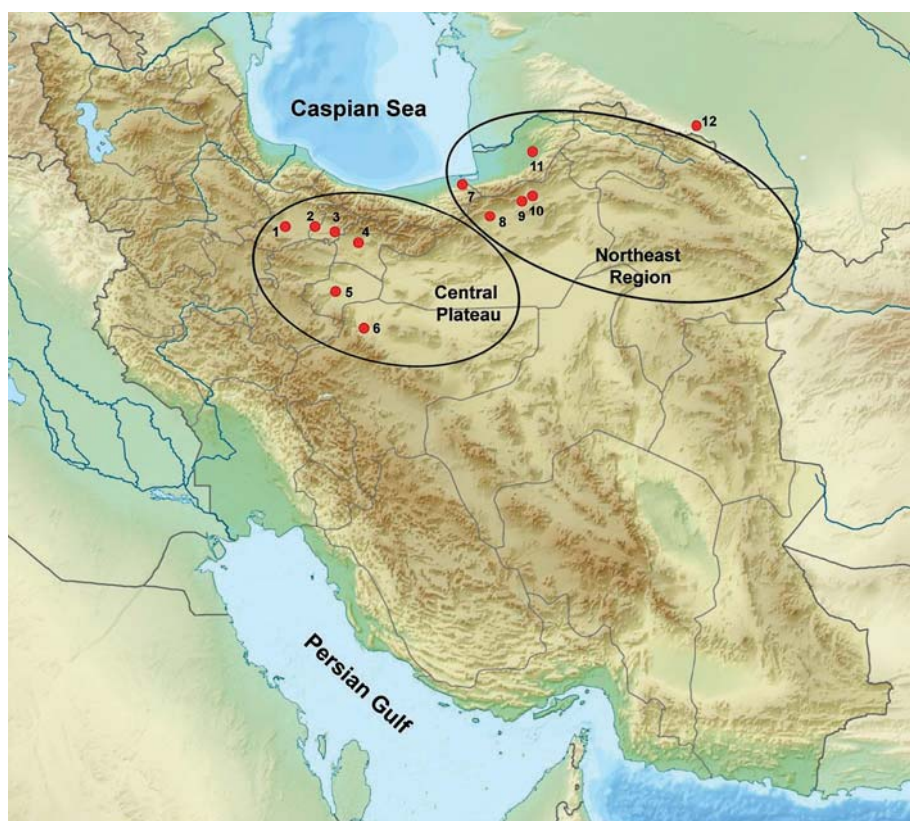 Caspian Sea
12
11
7
10
9
8
2
3
1
4
Northeast
Region
5
Central
Plateau
6
Persian Gulf